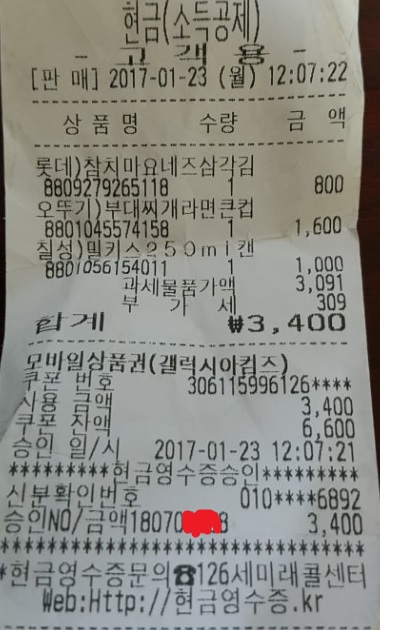 현금(소득공제)
- 고 객 용 -
[판 매] 2017-01-23 (월) 12:07:22
상 품 명 수량 금 액
롯데)참치마요네즈삼각김
8809279265118 1 800
오뚜기)부대찌개라면큰컵
8801045574158 1 1,600
칠성)밀키스250ml캔
8801056154011 1 1,000
과세물품가액 3,091
부 가 세 309
합계 ₩3,400
모바일상품권(갤럭시아컴즈)
쿠폰 번호 306115996126****
사용 금액 3,400
쿠폰 잔액 6,600
승인 일/시 2017-01-23 12:07:21
*********현금영수증승인*********
신분확인번호 010****6892
승인NO/금액18070 8 3,400
**********************************
*현금영수증문의☎126세미래콜센터
Web:Http://현금영수증.kr